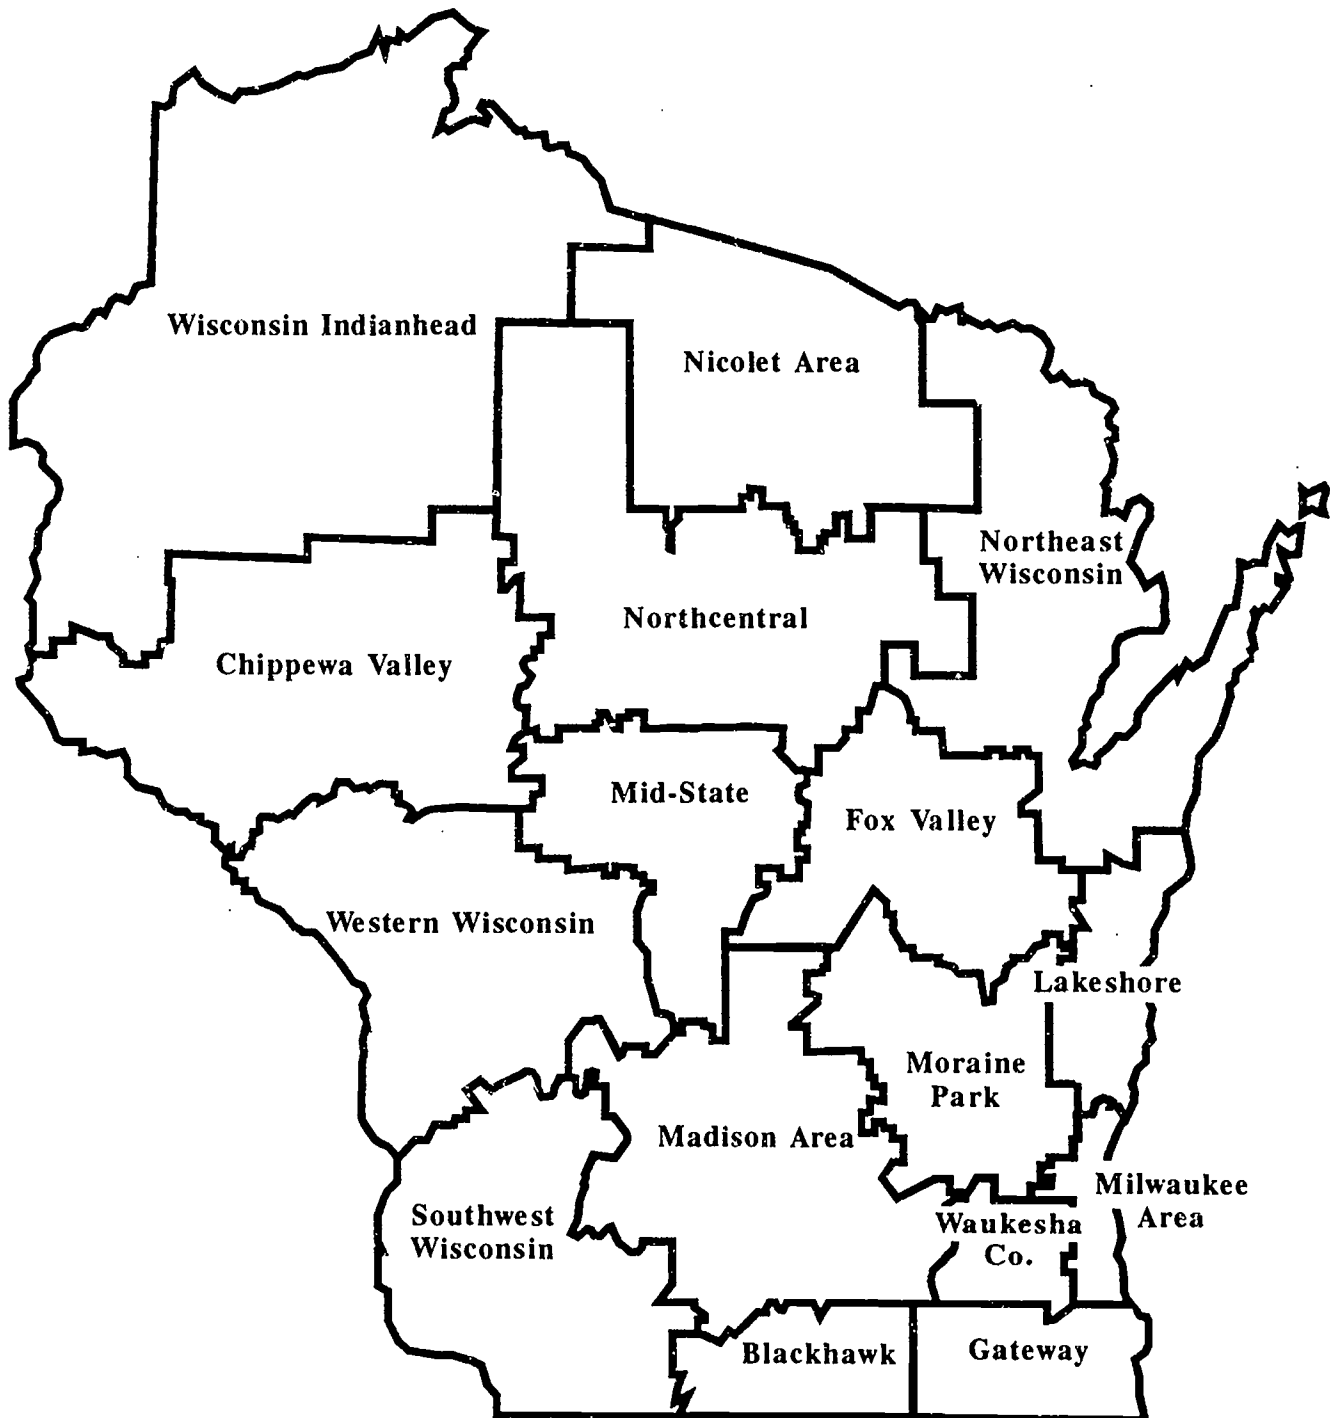 Wisconsin Indianhead
Nicolet Area
Northeast
Wisconsin
Northcentral
Chippewa Valley
Mid-State
Fox Valley
Western Wisconsin
Lakeshore
Moraine
Park
Madison Area
Milwaukee
Area
Southwest
Wisconsin
Waukesha
Co.
Blackhawk
Gateway